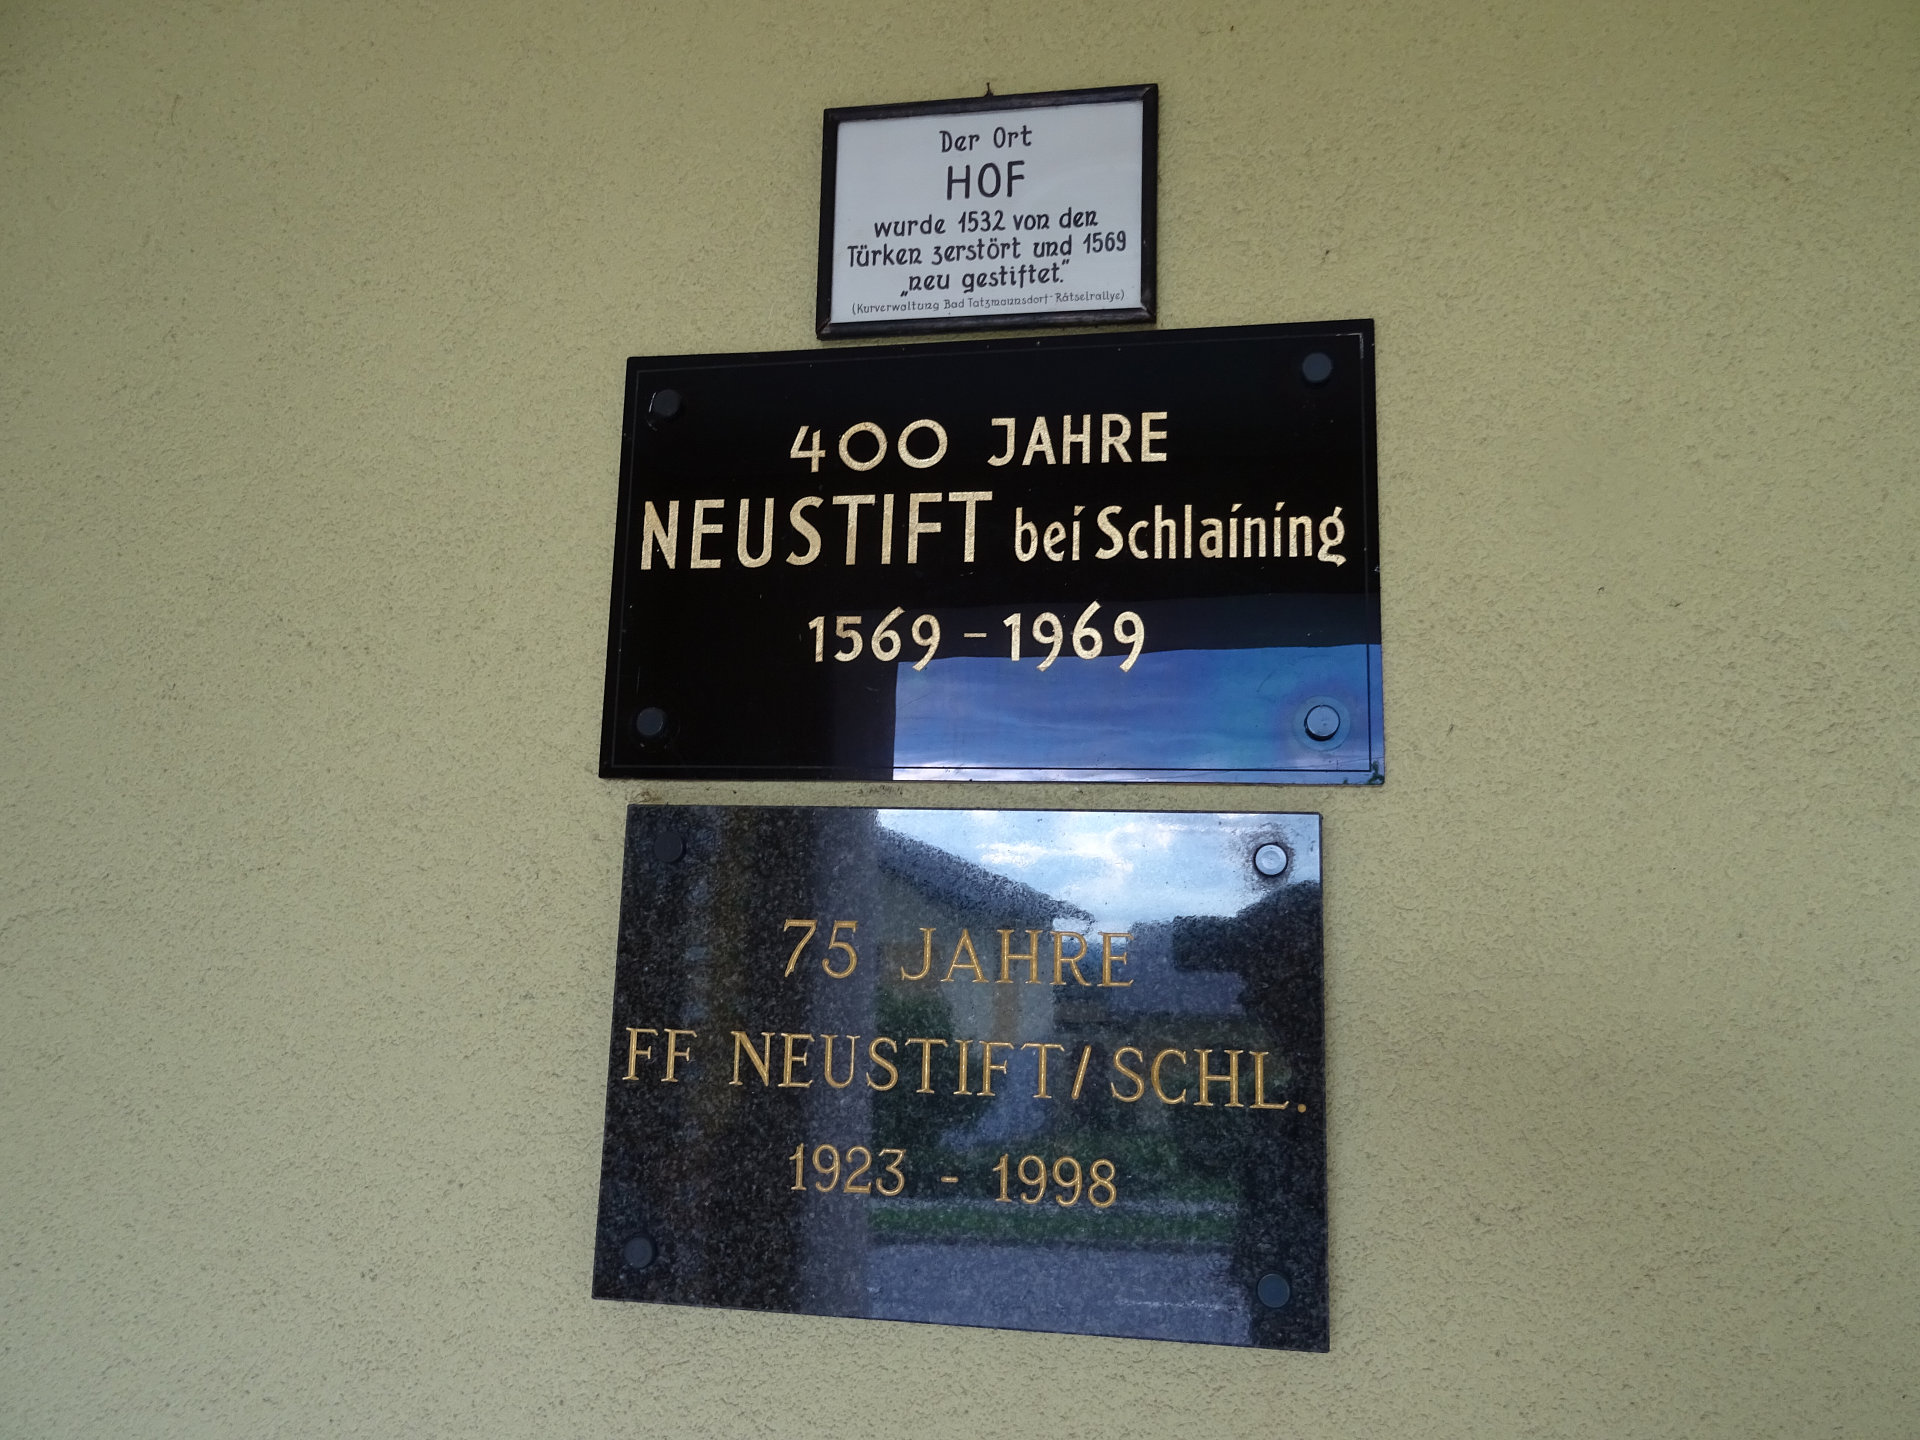 Der Ort
HOF
wurde 1532 von den
Türken zerstört und 1569
„neu gestiftet.“
(Kurverwaltung Bad Tatzmannsdorf-Rätselrallye)
400 JAHRE
NEUSTIFT bei Schlaining
1569 - 1969
75 JAHRE
FF NEUSTIFT/SCHL.
1923 - 1998